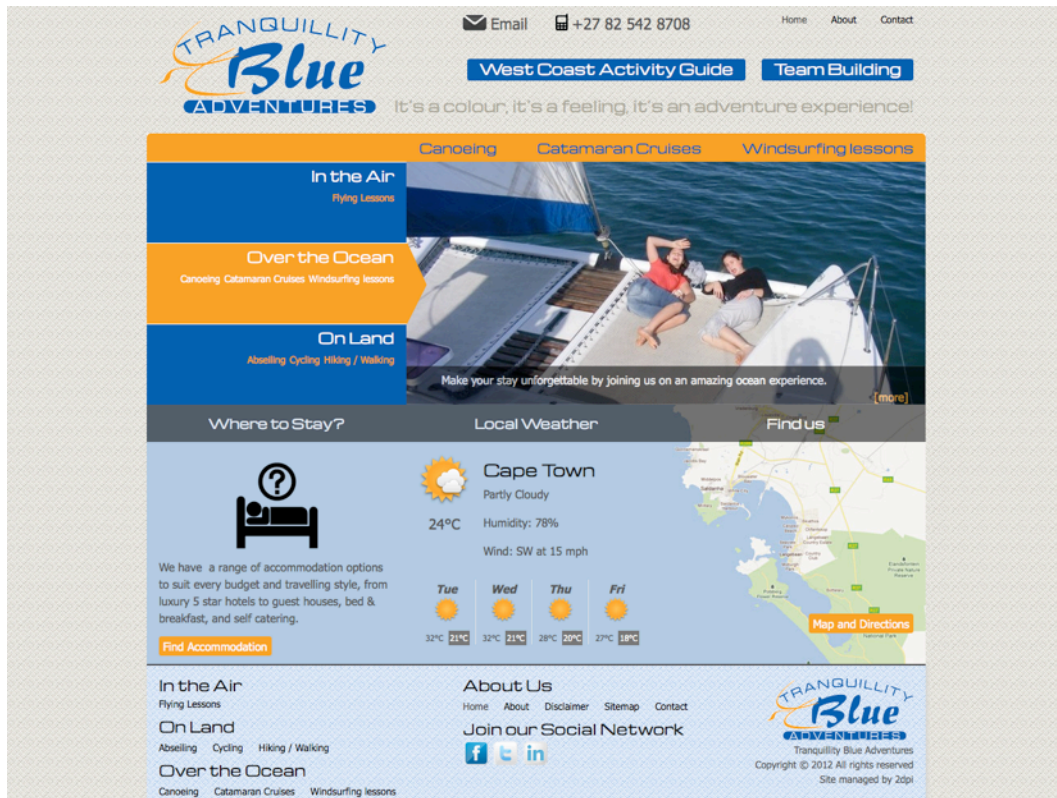 TRANQUILLITY
Blue
ADVENTURES
Email
+27 82 542 8708
Home About Contact
West Coast Activity Guide
Team Building
It's a colour, it's a feeling, it's an adventure experience!
Canoeing Catamaran Cruises Windsurfing lessons
In the Air
Flying Lessons
Over the Ocean
Canoeing Catamaran Cruises Windsurfing lessons
On Land
Abseiling Cycling Hiking / Walking
Make your stay unforgettable by joining us on an amazing ocean experience.
[more]
Where to Stay?
Local Weather
Find us
We have a range of accommodation options
to suit every budget and travelling style, from
luxury 5 star hotels to guest houses, bed &
breakfast, and self catering.
Find Accommodation
Cape Town
Partly Cloudy
24°C
Humidity: 78%
Wind: SW at 15 mph
Tue Wed Thu Fri
32°C 21°C 32°C 21°C 28°C 20°C 27°C 18°C
Map and Directions
In the Air
Flying Lessons
On Land
Abseiling Cycling Hiking / Walking
Over the Ocean
Canoeing Catamaran Cruises Windsurfing lessons
About Us
Home About Disclaimer Sitemap Contact
Join our Social Network
TRANQUILLITY
Blue
ADVENTURES
Tranquillity Blue Adventures
Copyright © 2012 All rights reserved
Site managed by 2dpi